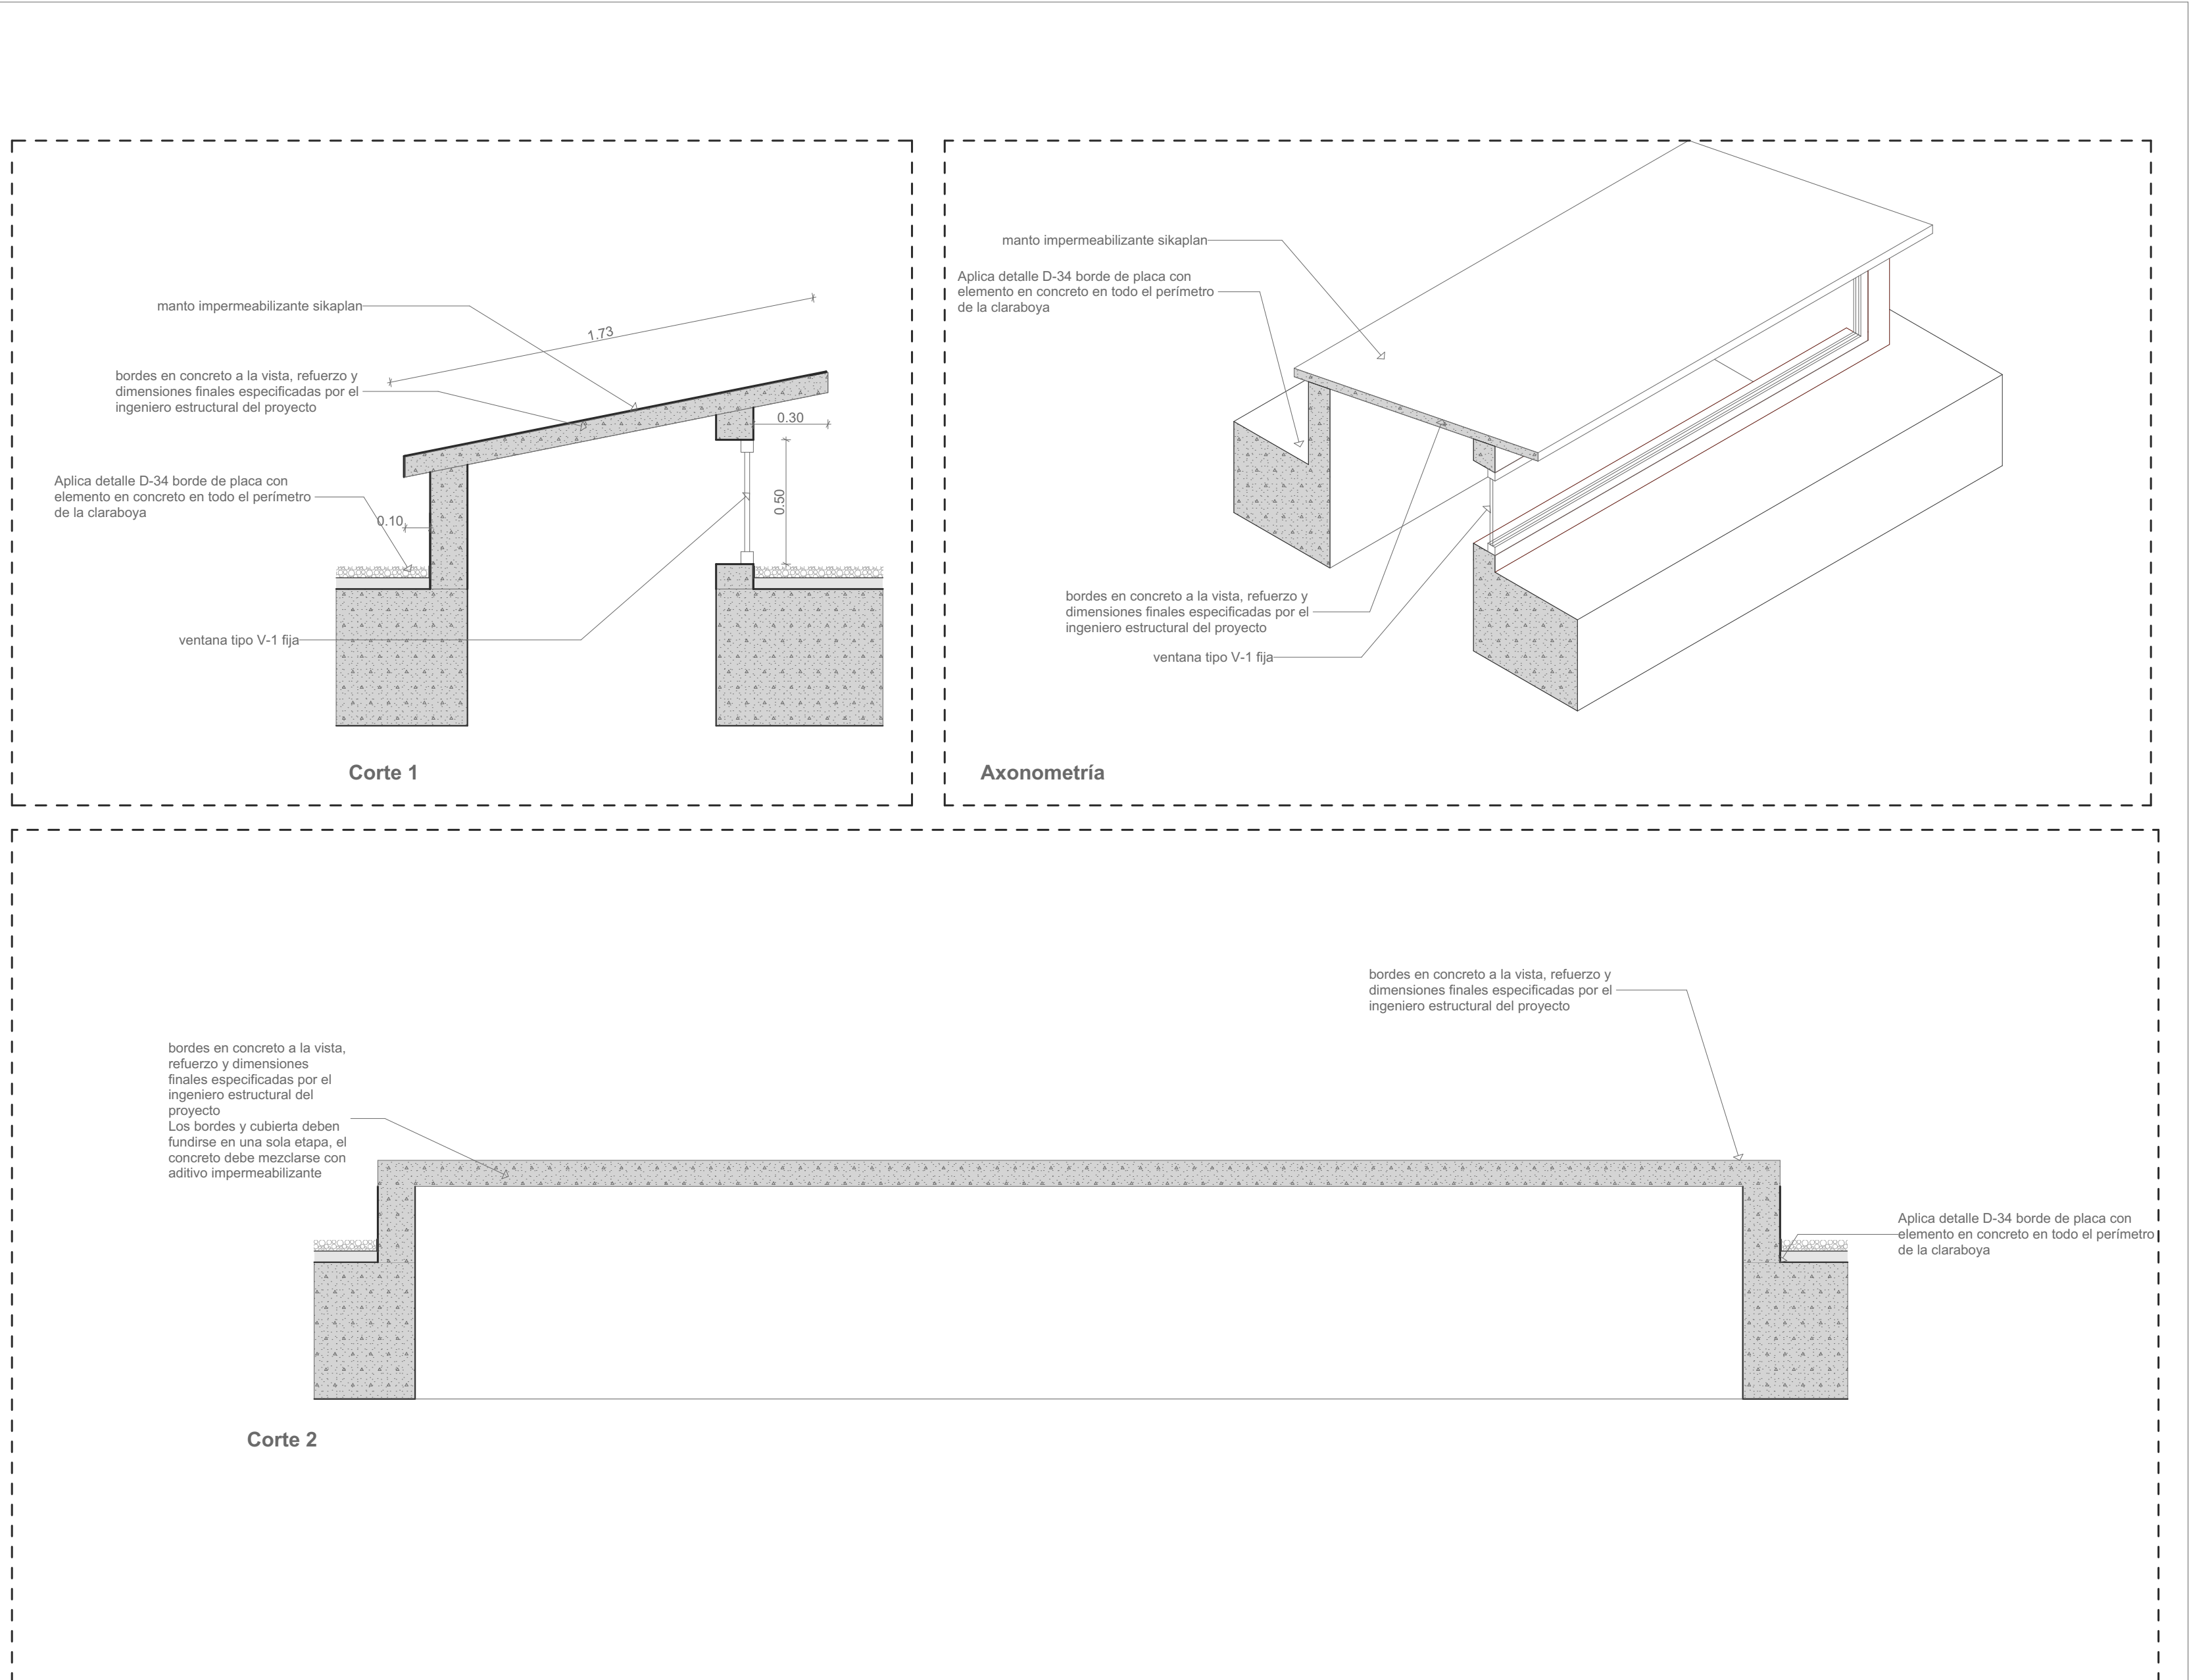 manto impermeabilizante sikaplan
1.73
bordes en concreto a la vista, refuerzo y
dimensiones finales especificadas por el
ingeniero estructural del proyecto
0.30
Aplica detalle D-34 borde de placa con
elemento en concreto en todo el perímetro
de la claraboya
0.10
0.50
ventana tipo V-1 fija
Corte 1
manto impermeabilizante sikaplan
Aplica detalle D-34 borde de placa con
elemento en concreto en todo el perímetro
de la claraboya
bordes en concreto a la vista, refuerzo y
dimensiones finales especificadas por el
ingeniero estructural del proyecto
ventana tipo V-1 fija
Axonometría
bordes en concreto a la vista, refuerzo y
dimensiones finales especificadas por el
ingeniero estructural del proyecto
bordes en concreto a la vista,
refuerzo y dimensiones
finales especificadas por el
ingeniero estructural del
proyecto
Los bordes y cubierta deben
fundirse en una sola etapa, el
concreto debe mezclarse con
aditivo impermeabilizante
Aplica detalle D-34 borde de placa con
elemento en concreto en todo el perímetro
de la claraboya
Corte 2